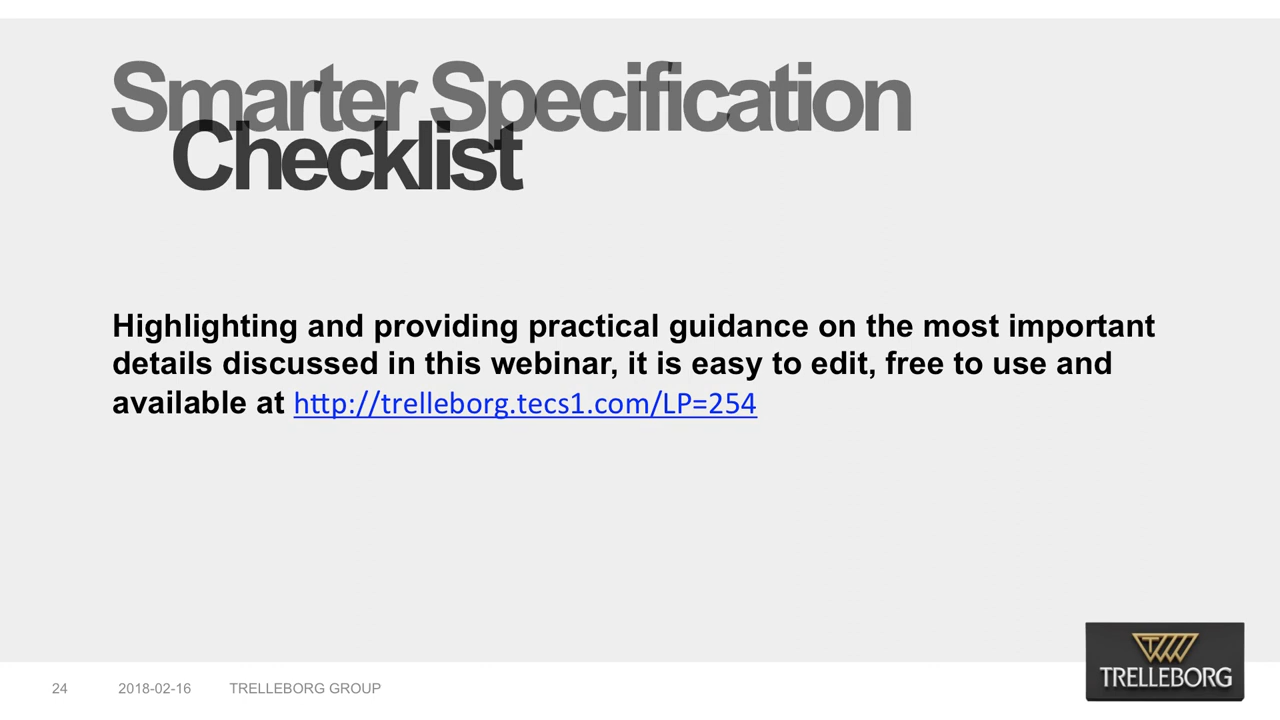 Smarter Specification
Checklist
Highlighting and providing practical guidance on the most important
details discussed in this webinar, it is easy to edit, free to use and
available at http://trelleborg.tecs1.com/LP=254
24 2018-02-16 TRELLEBORG GROUP
TRELLEBORG